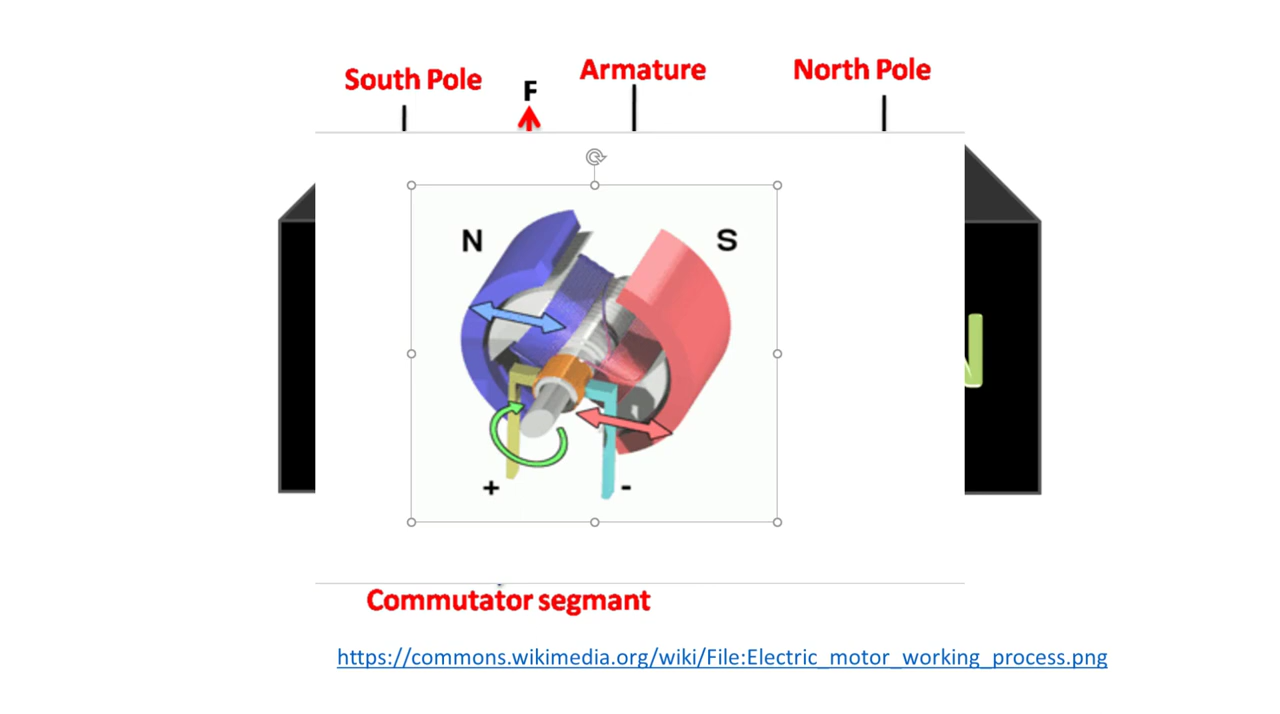 South Pole
F
Armature
North Pole
N
S
+
-
Commutator segmant
https://commons.wikimedia.org/wiki/File:Electric_motor_working_process.png